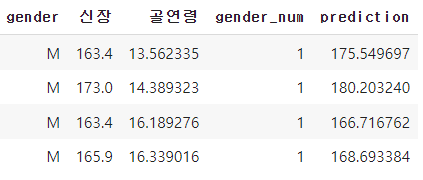 gender 신장 골연령 gender_num prediction
M 163.4 13.562335 1 175.549697
M 173.0 14.389323 1 180.203240
M 163.4 16.189276 1 166.716762
M 165.9 16.339016 1 168.693384